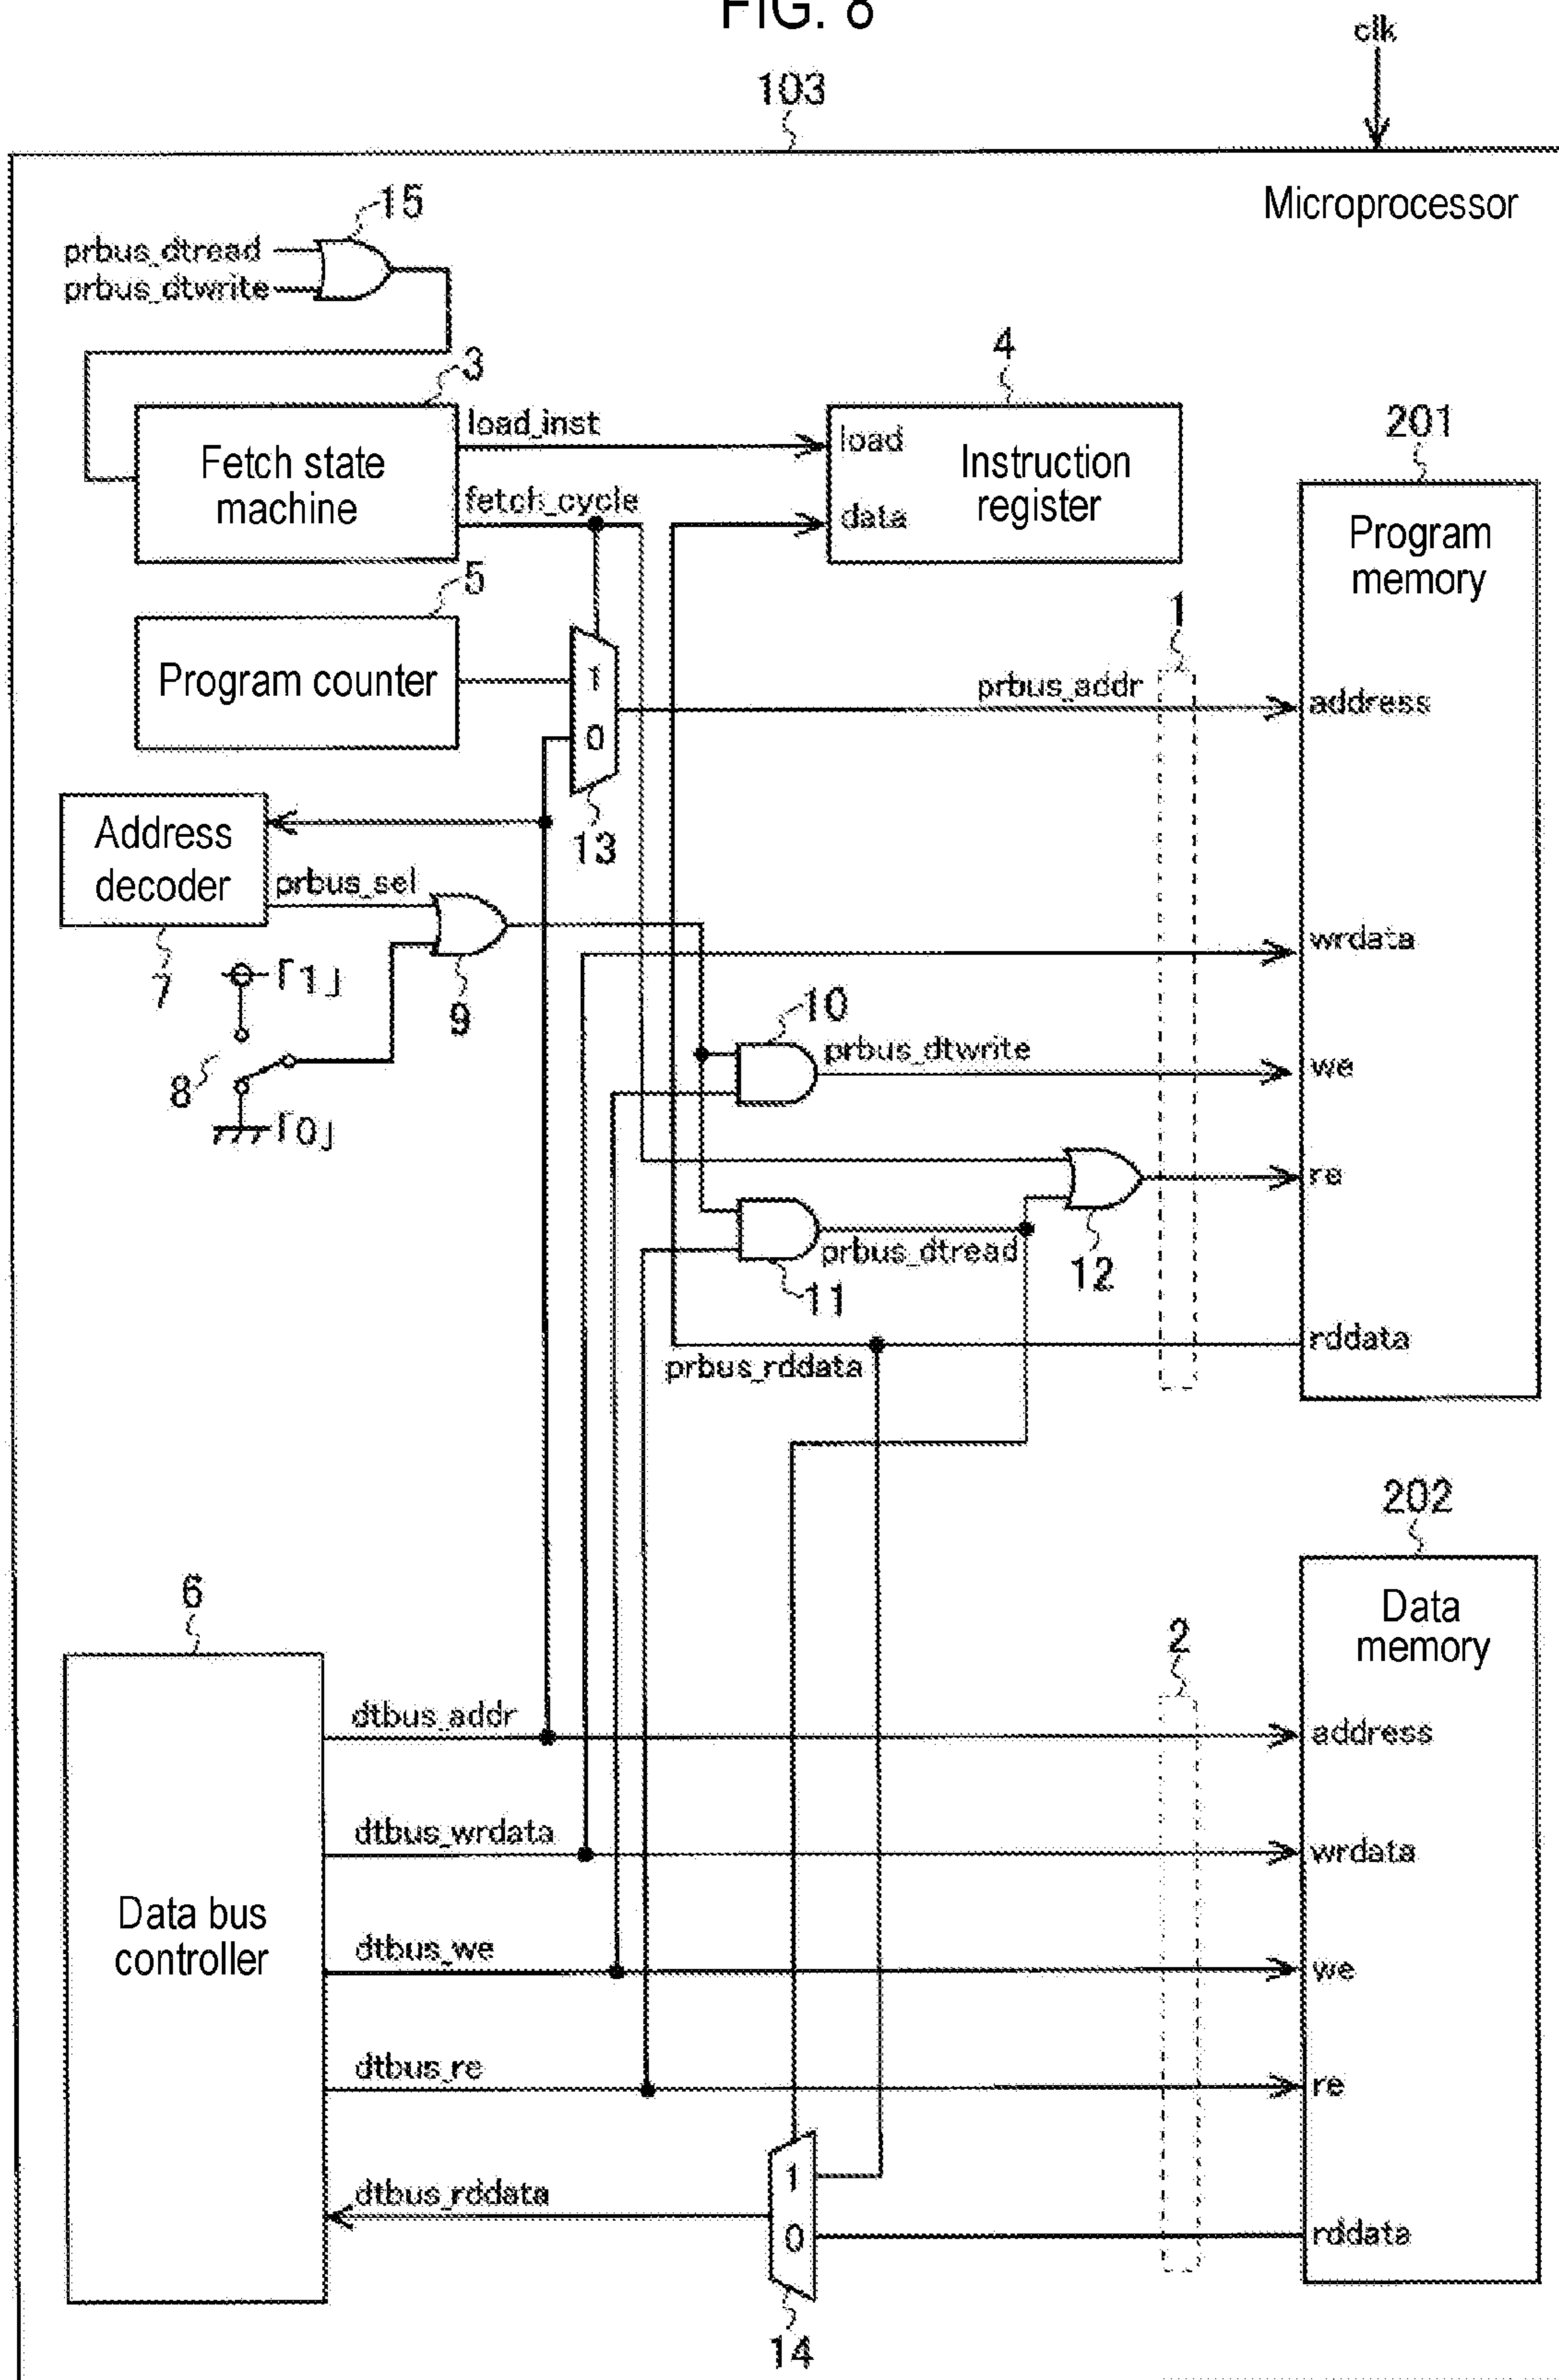 FIG. 8
clk
103
Microprocessor
15
prbus_dtread
prbus_dtwrite
3
4
load_inst
load
Fetch state
machine
Instruction
register
201
fetch_cycle
data
Program
memory
5
1
Program counter
1
prbus_addr
address
0
Address
decoder
13
prbus_sel
wrdata
7
「1」
9
10
prbus_dtwrite
we
8
「0」
re
prbus_dtread
12
11
rddata
prbus_rddata
202
6
Data
memory
2
dtbus_addr
address
dtbus_wrdata
wrdata
Data bus
controller
dtbus_we
we
dtbus_re
re
1
dtbus_rddata
0
rddata
14